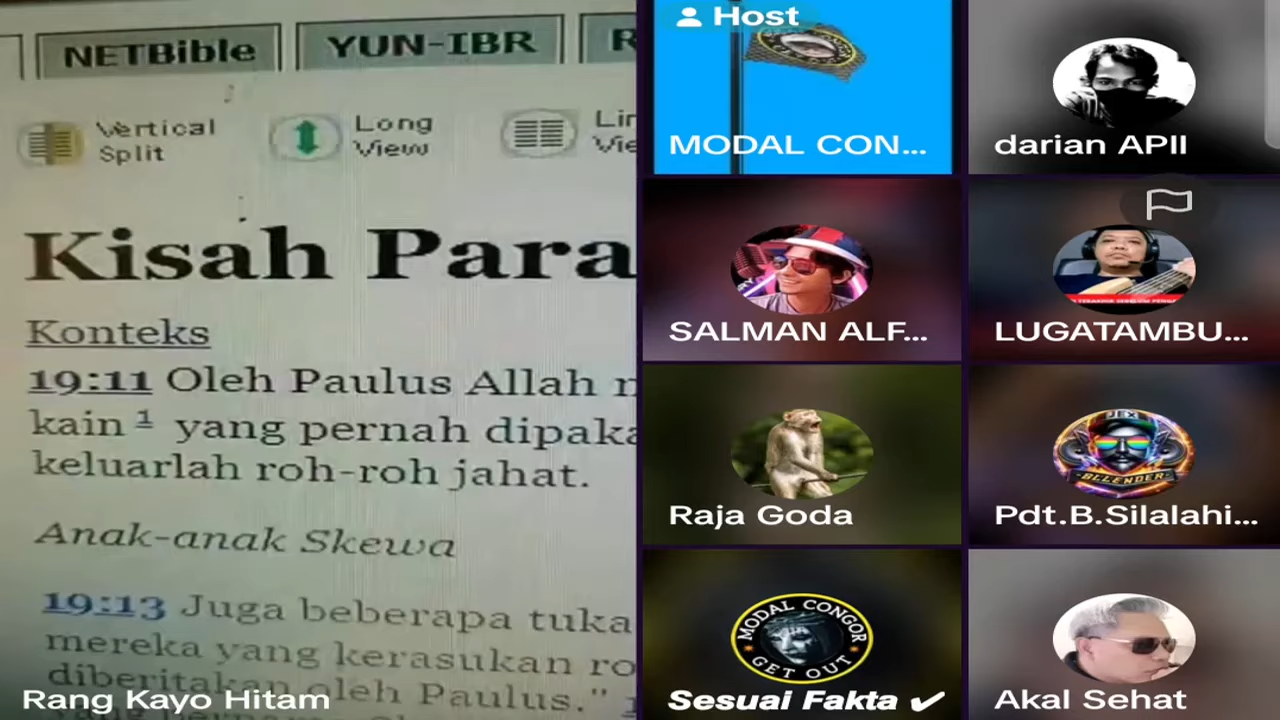 NETBible
YUN-IBR
R
Vertical
Split
Long
View
Lin
Vie
Kisah Para
Konteks
19:11 Oleh Paulus Allah m
kain 1 yang pernah dipaka
keluarlah roh-roh jahat.
Anak-anak Skewa
19:13 Juga beberapa tuka
mereka yang kerasukan ro
diberitakan oleh Paulus."
Rang Kayo Hitam
Host
MODAL CON...
darian APII
SALMAN ALF...
LUGATAMBU...
Raja Goda
Pdt.B.Silalahi...
MODAL CONGOR
GET OUT
Sesuai Fakta ✔
Akal Sehat